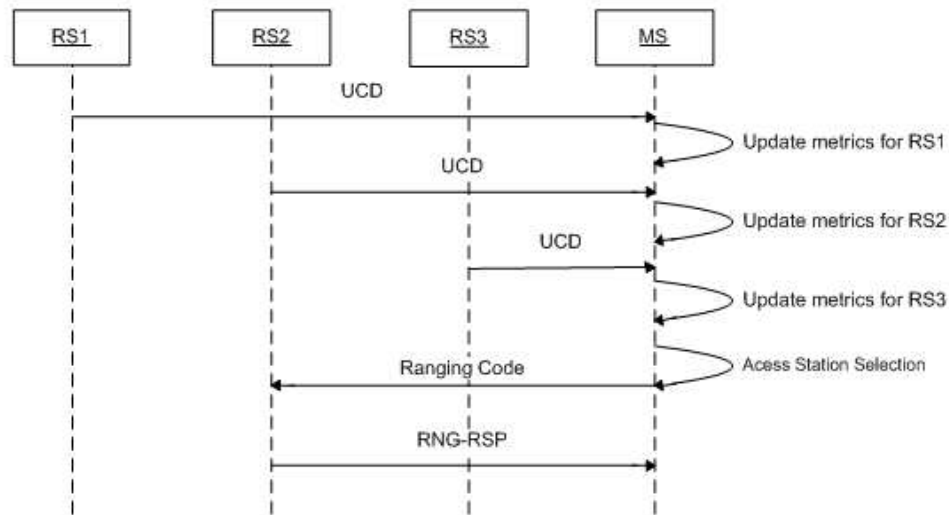 RS1
RS2
RS3
MS
UCD
Update metrics for RS1
UCD
Update metrics for RS2
UCD
Update metrics for RS3
Ranging Code
Acess Station Selection
RNG-RSP